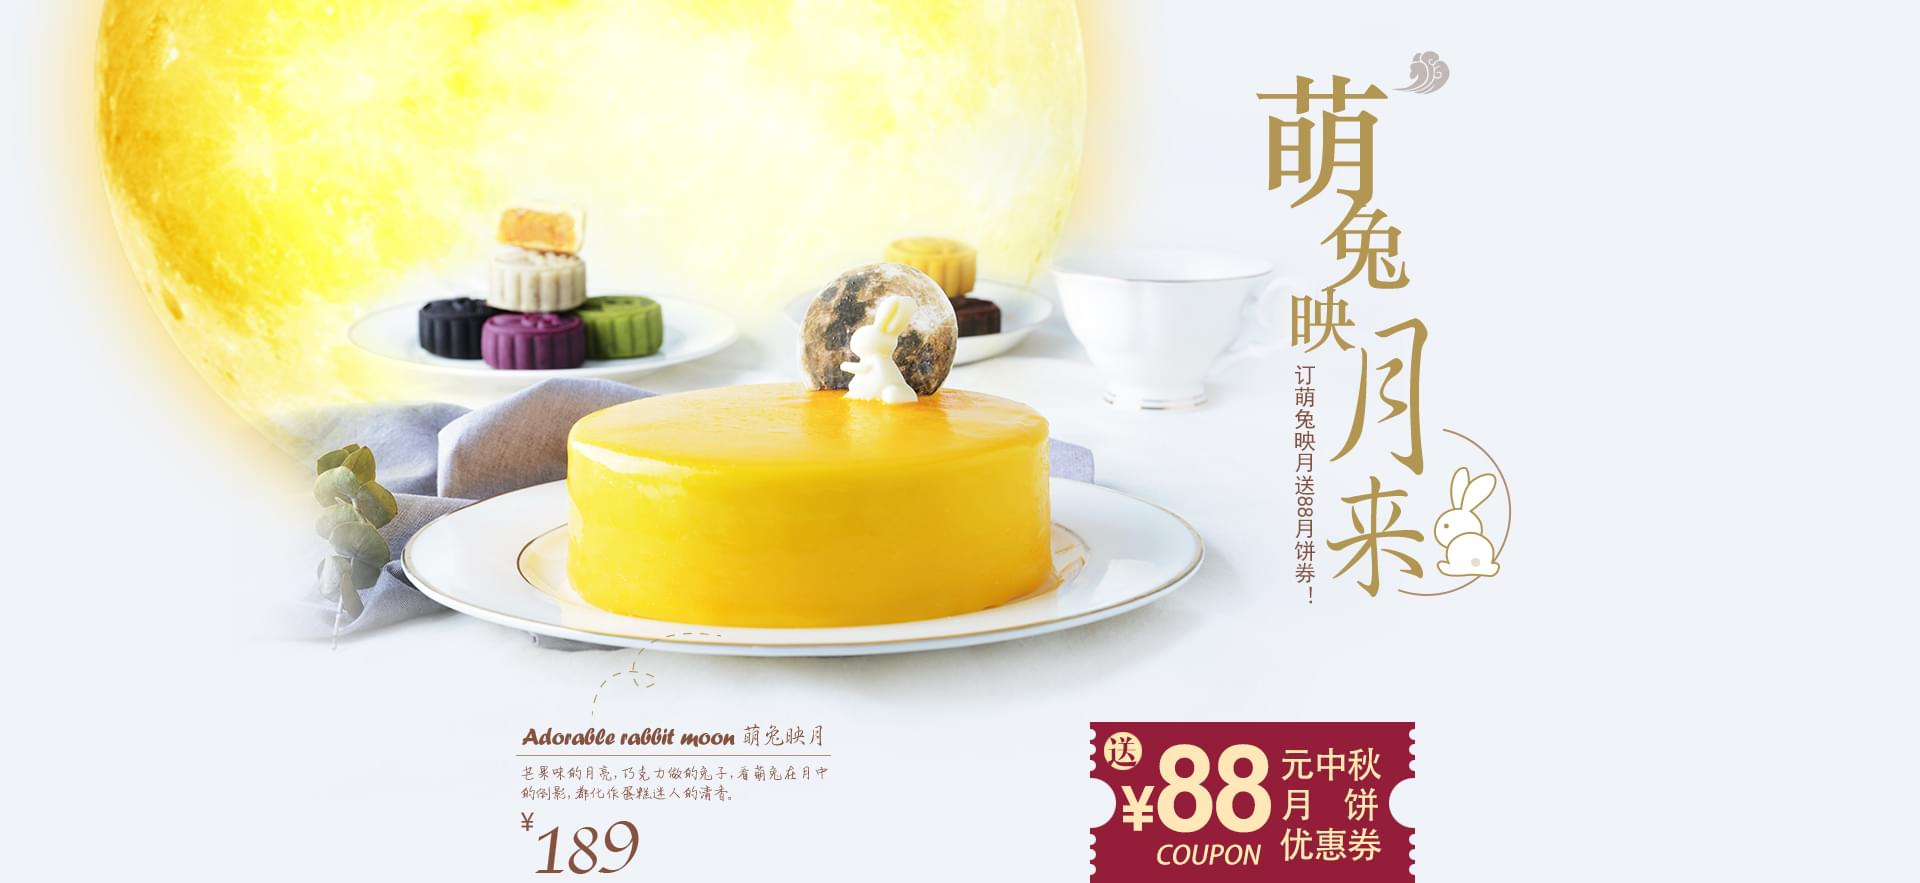 萌兔映月来
订萌兔映月送88月饼券！
Adorable rabbit moon 萌兔映月
芒果味的月亮，巧克力做的兔子，看萌兔在月中
的倒影，都化作蛋糕迷人的清香。
¥189
送
¥88
COUPON
元中秋
月 饼
优惠券